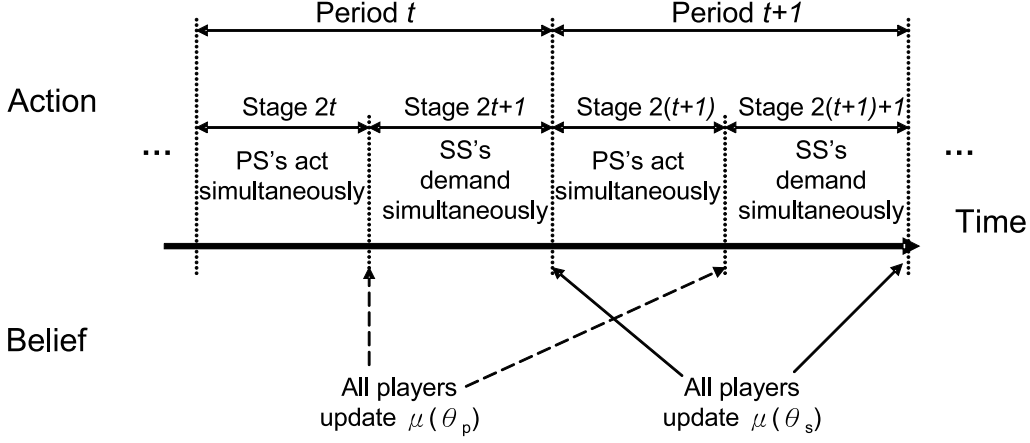 Period t
Period t+1
Action
Stage 2t
Stage 2t+1
Stage 2(t+1)
Stage 2(t+1)+1
...
PS's act
simultaneously
SS's
demand
simultaneously
PS's act
simultaneously
SS's
demand
simultaneously
...
Time
Belief
All players
update μ(θp)
All players
update μ(θs)